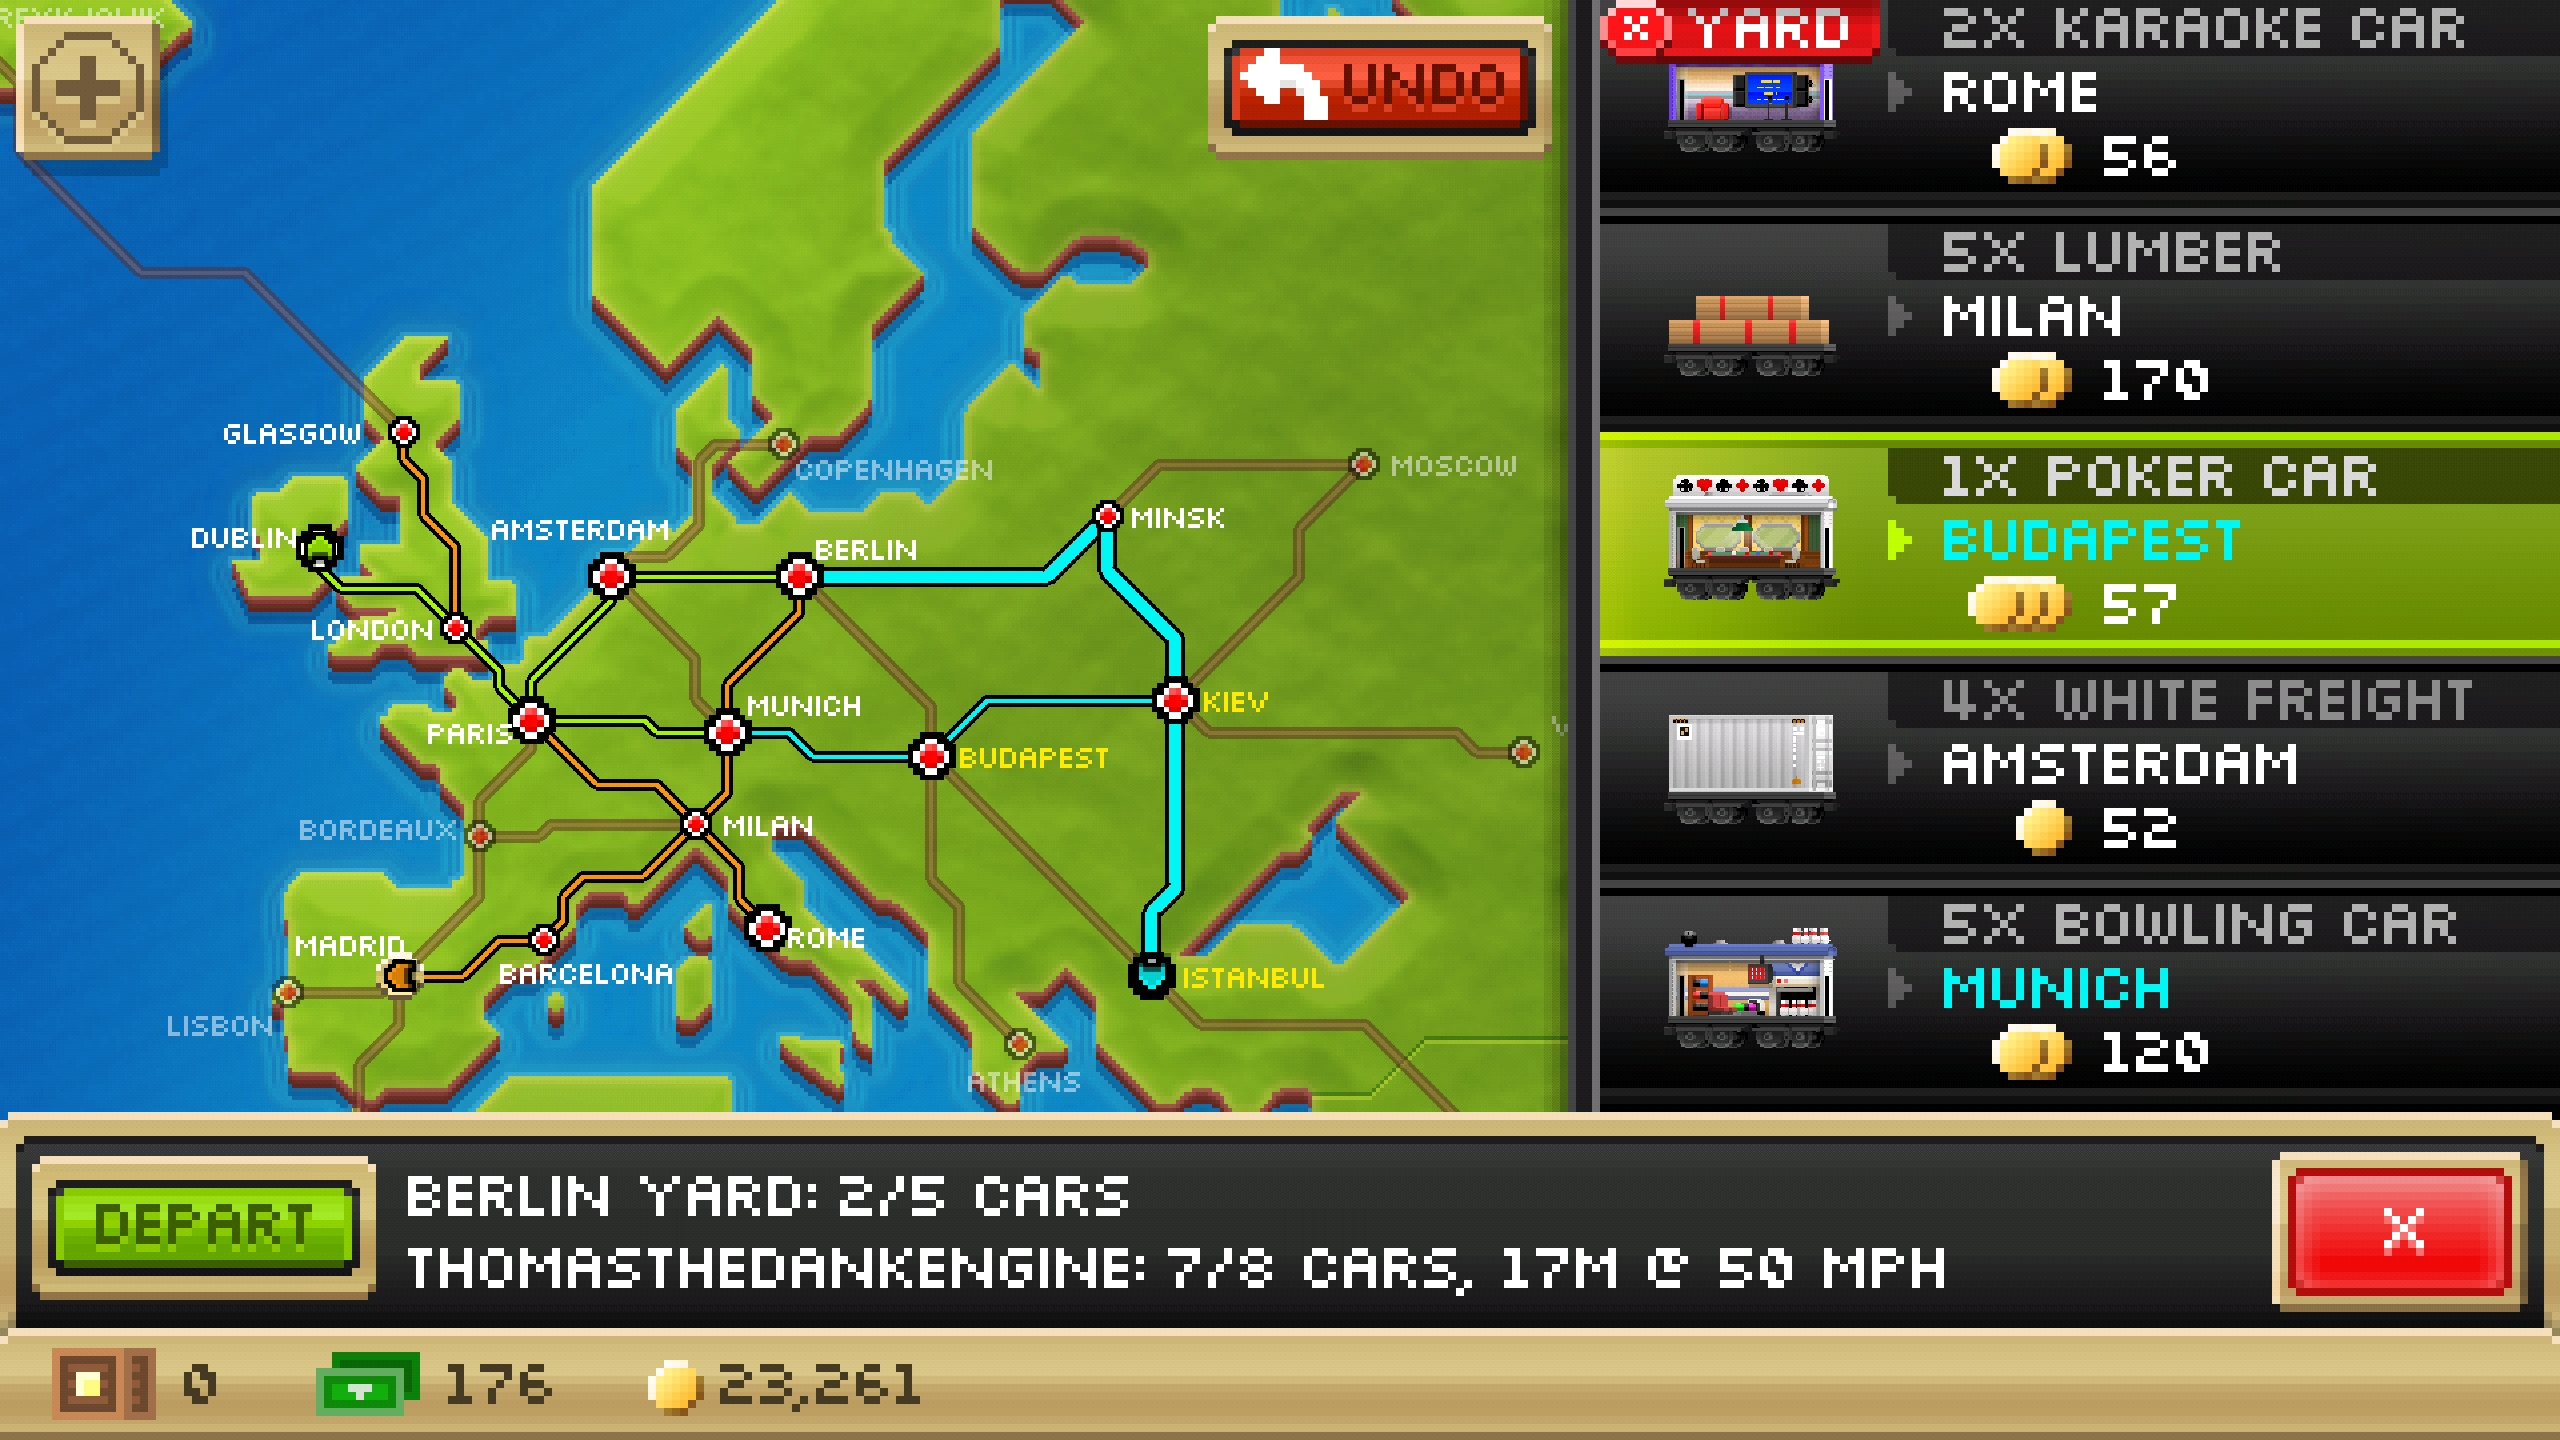 REYKJAVIK
UNDO
GLASGOW
COPENHAGEN
MOSCOW
DUBLIN
AMSTERDAM
MINSK
BERLIN
LONDON
PARIS
MUNICH
KIEV
BUDAPEST
BORDEAUX
MILAN
MADRID
ROME
BARCELONA
ISTANBUL
LISBON
ATHENS
YARD
2X KARAOKE CAR
ROME
56
5X LUMBER
MILAN
170
1X POKER CAR
BUDAPEST
57
4X WHITE FREIGHT
AMSTERDAM
52
5X BOWLING CAR
MUNICH
120
DEPART
BERLIN YARD: 2/5 CARS
THOMASTHEDANKENGINE: 7/8 CARS, 17M @ 50 MPH
X
0
176
23,261